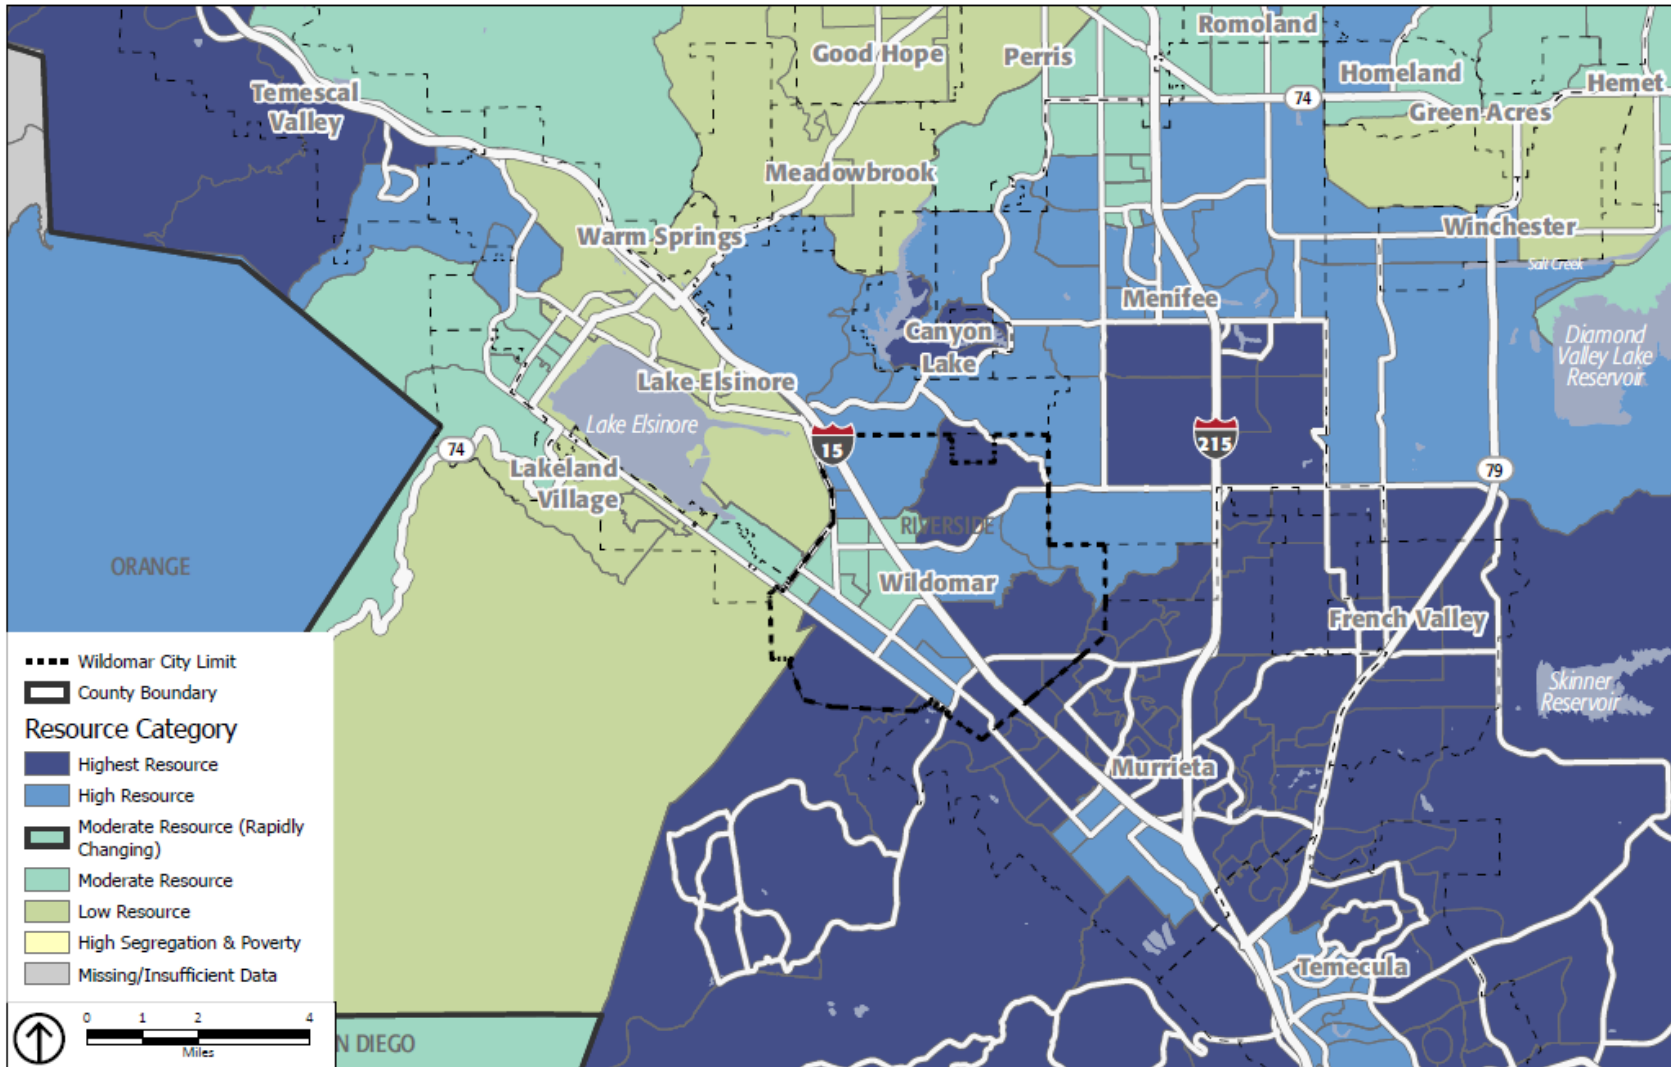 Romoland
Good Hope
Perris
Homeland
Hemet
Temescal
Valley
74
Green Acres
Meadowbrook
Warm Springs
Winchester
Salt Creek
Menifee
Canyon
Lake
Diamond
Valley Lake
Reservoir
Lake Elsinore
Lake Elsinore
15
215
74
79
Lakeland
Village
RIVERSIDE
ORANGE
Wildomar
French Valley
Skinner
Reservoir
Murrieta
Temecula
N DIEGO
Wildomar City Limit
County Boundary
Resource Category
Highest Resource
High Resource
Moderate Resource (Rapidly
Changing)
Moderate Resource
Low Resource
High Segregation & Poverty
Missing/Insufficient Data
0 1 2 4
Miles